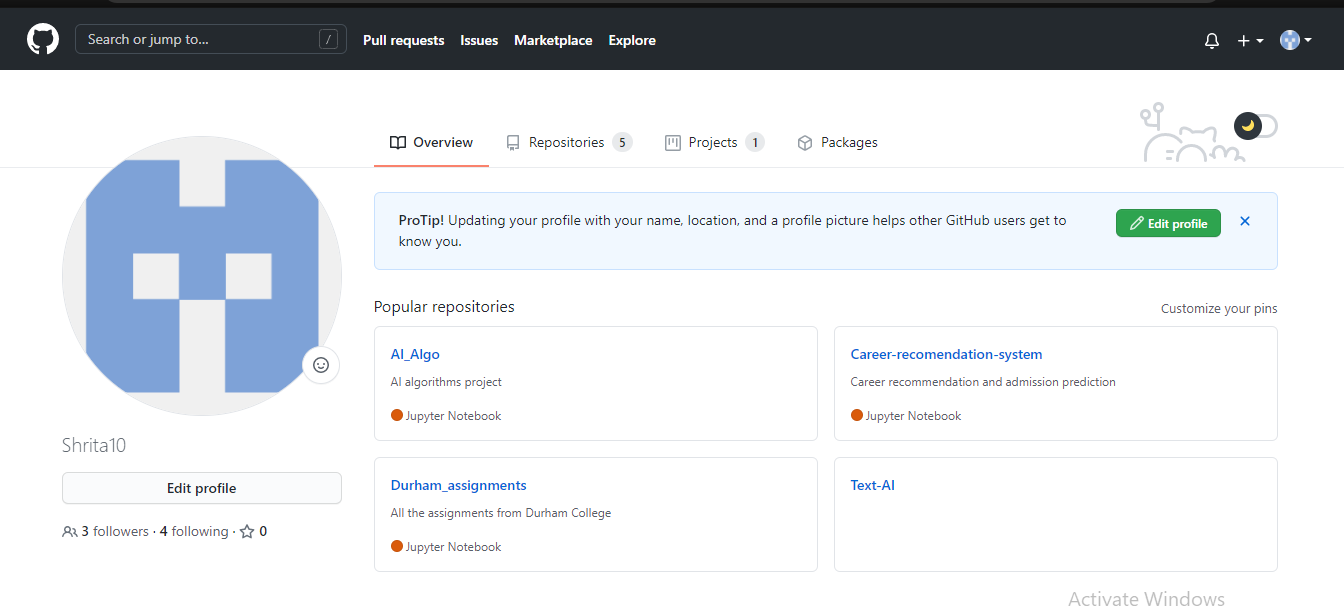 Search or jump to... /
Pull requests Issues Marketplace Explore
Overview Repositories 5 Projects 1 Packages
ProTip! Updating your profile with your name, location, and a profile picture helps other GitHub users get to
know you.
Edit profile
Popular repositories
Customize your pins
AI_Algo
AI algorithms project
Jupyter Notebook
Career-recomendation-system
Career recommendation and admission prediction
Jupyter Notebook
Durham_assignments
All the assignments from Durham College
Jupyter Notebook
Text-AI
Shrita10
Edit profile
3 followers · 4 following · 0
Activate Windows